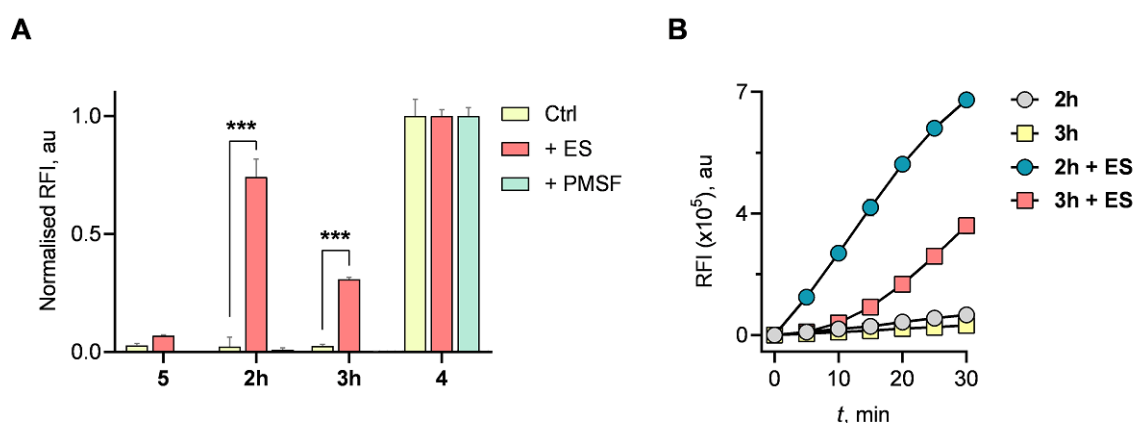 A
Normalised RFI, au
1.0
0.5
0.0
***
***
5
2h
3h
4
Ctrl
+ ES
+ PMSF
B
RFI (x10⁵), au
7
4
0
0
10
20
30
t, min
2h
3h
2h + ES
3h + ES